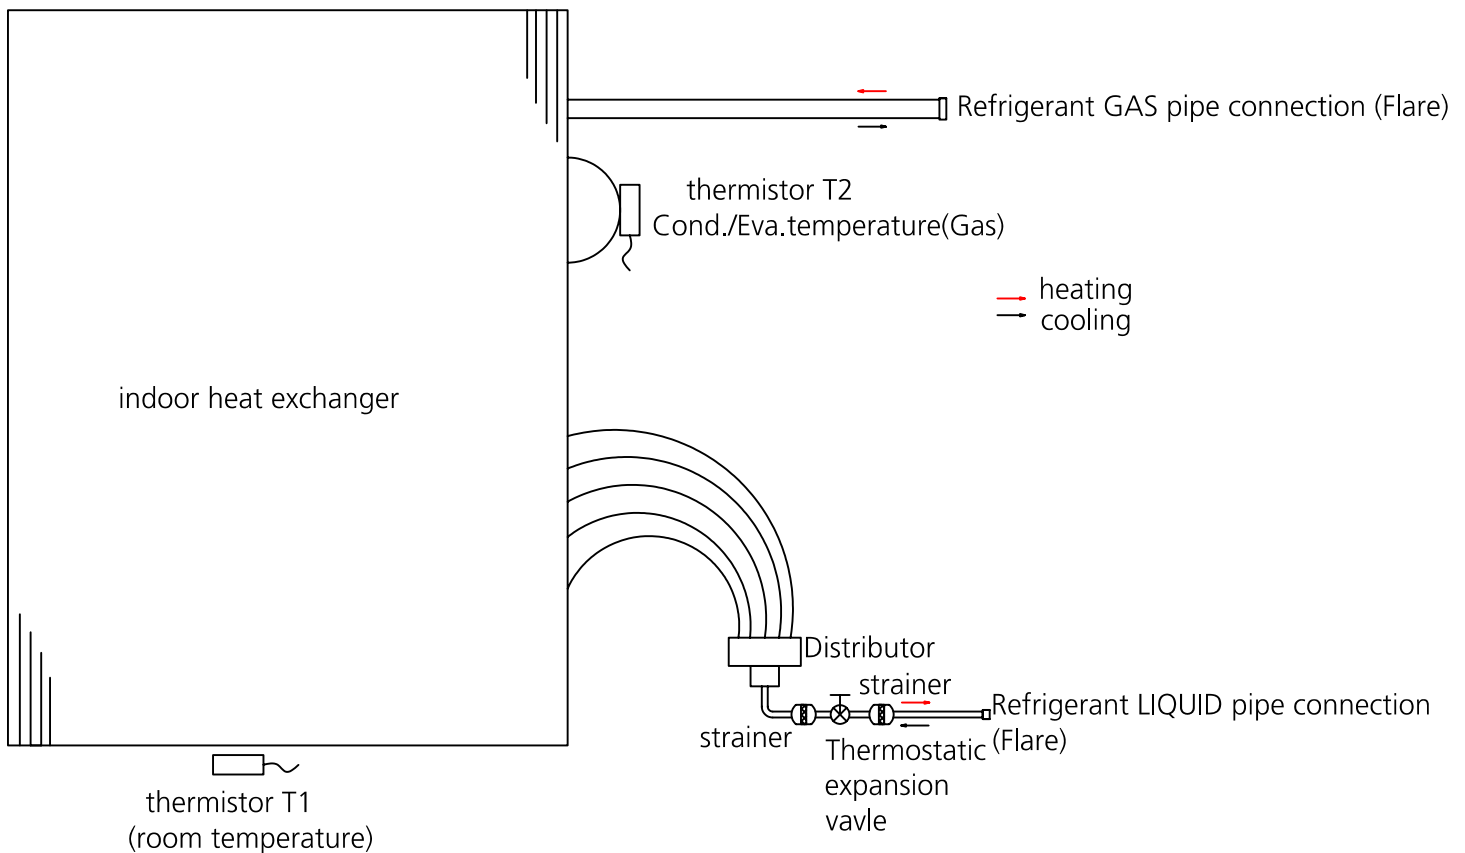 Refrigerant GAS pipe connection (Flare)
thermistor T2
Cond./Eva.temperature(Gas)
heating
cooling
indoor heat exchanger
Distributor
strainer
Refrigerant LIQUID pipe connection
(Flare)
strainer
Thermostatic
expansion
vavle
thermistor T1
(room temperature)